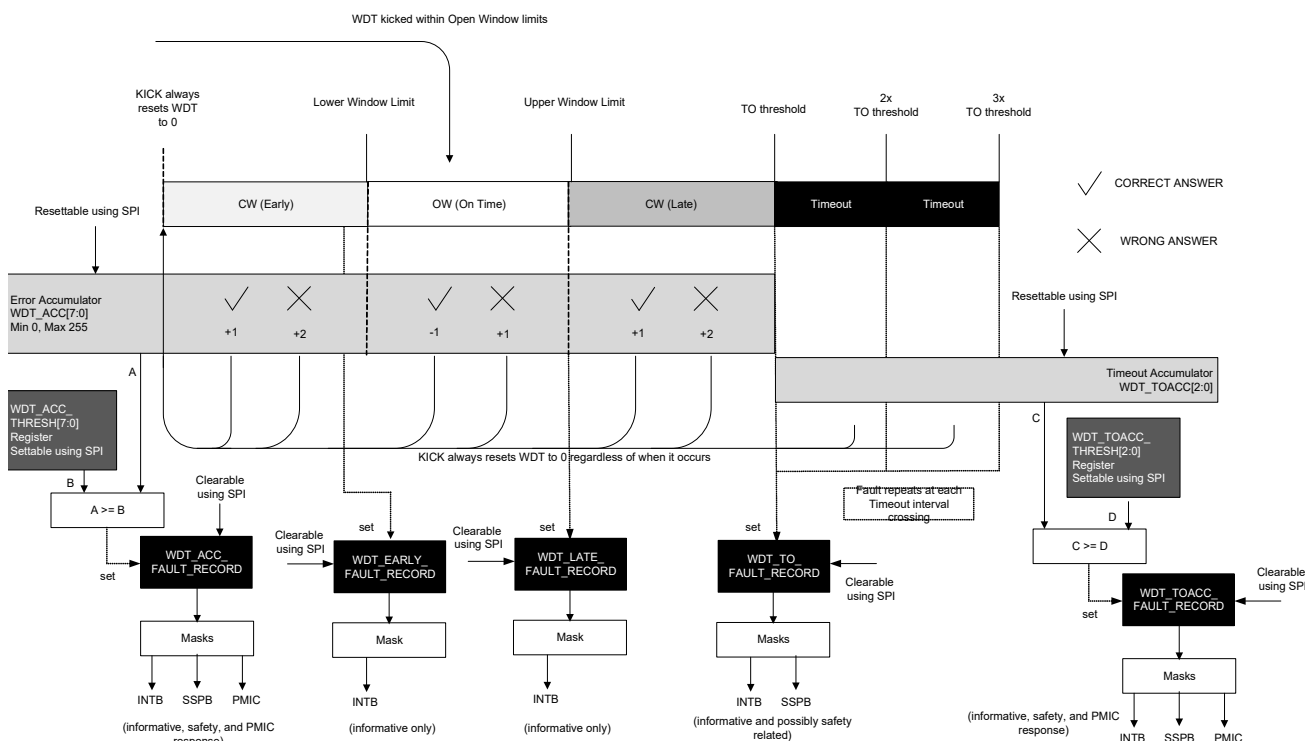 WDT kicked within Open Window limits
KICK always
resets WDT
to 0
Lower Window Limit
Upper Window Limit
TO threshold
2x
TO threshold
3x
TO threshold
CW (Early)
OW (On Time)
CW (Late)
Timeout
Timeout
CORRECT ANSWER
WRONG ANSWER
Resettable using SPI
Error Accumulator
WDT_ACC[7:0]
Min 0, Max 255
+1
+2
-1
+1
+1
+2
Resettable using SPI
Timeout Accumulator
WDT_TOACC[2:0]
A
WDT_ACC_
THRESH[7:0]
Register
Settable using SPI
B
A >= B
KICK always resets WDT to 0 regardless of when it occurs
C
WDT_TOACC_
THRESH[2:0]
Register
Settable using SPI
D
C >= D
Fault repeats at each
Timeout interval
crossing
Clearable
using SPI
set
WDT_ACC_
FAULT_RECORD
Masks
INTB
SSPB
PMIC
(informative, safety, and PMIC
response)
Clearable
using SPI
set
WDT_EARLY_
FAULT_RECORD
Mask
INTB
(informative only)
Clearable
using SPI
set
WDT_LATE_
FAULT_RECORD
Mask
INTB
(informative only)
set
WDT_TO_
FAULT_RECORD
Clearable
using SPI
Masks
INTB
SSPB
(informative and possibly safety
related)
set
WDT_TOACC_
FAULT_RECORD
Clearable
using SPI
Masks
(informative, safety, and PMIC
response)
INTB
SSPB
PMIC